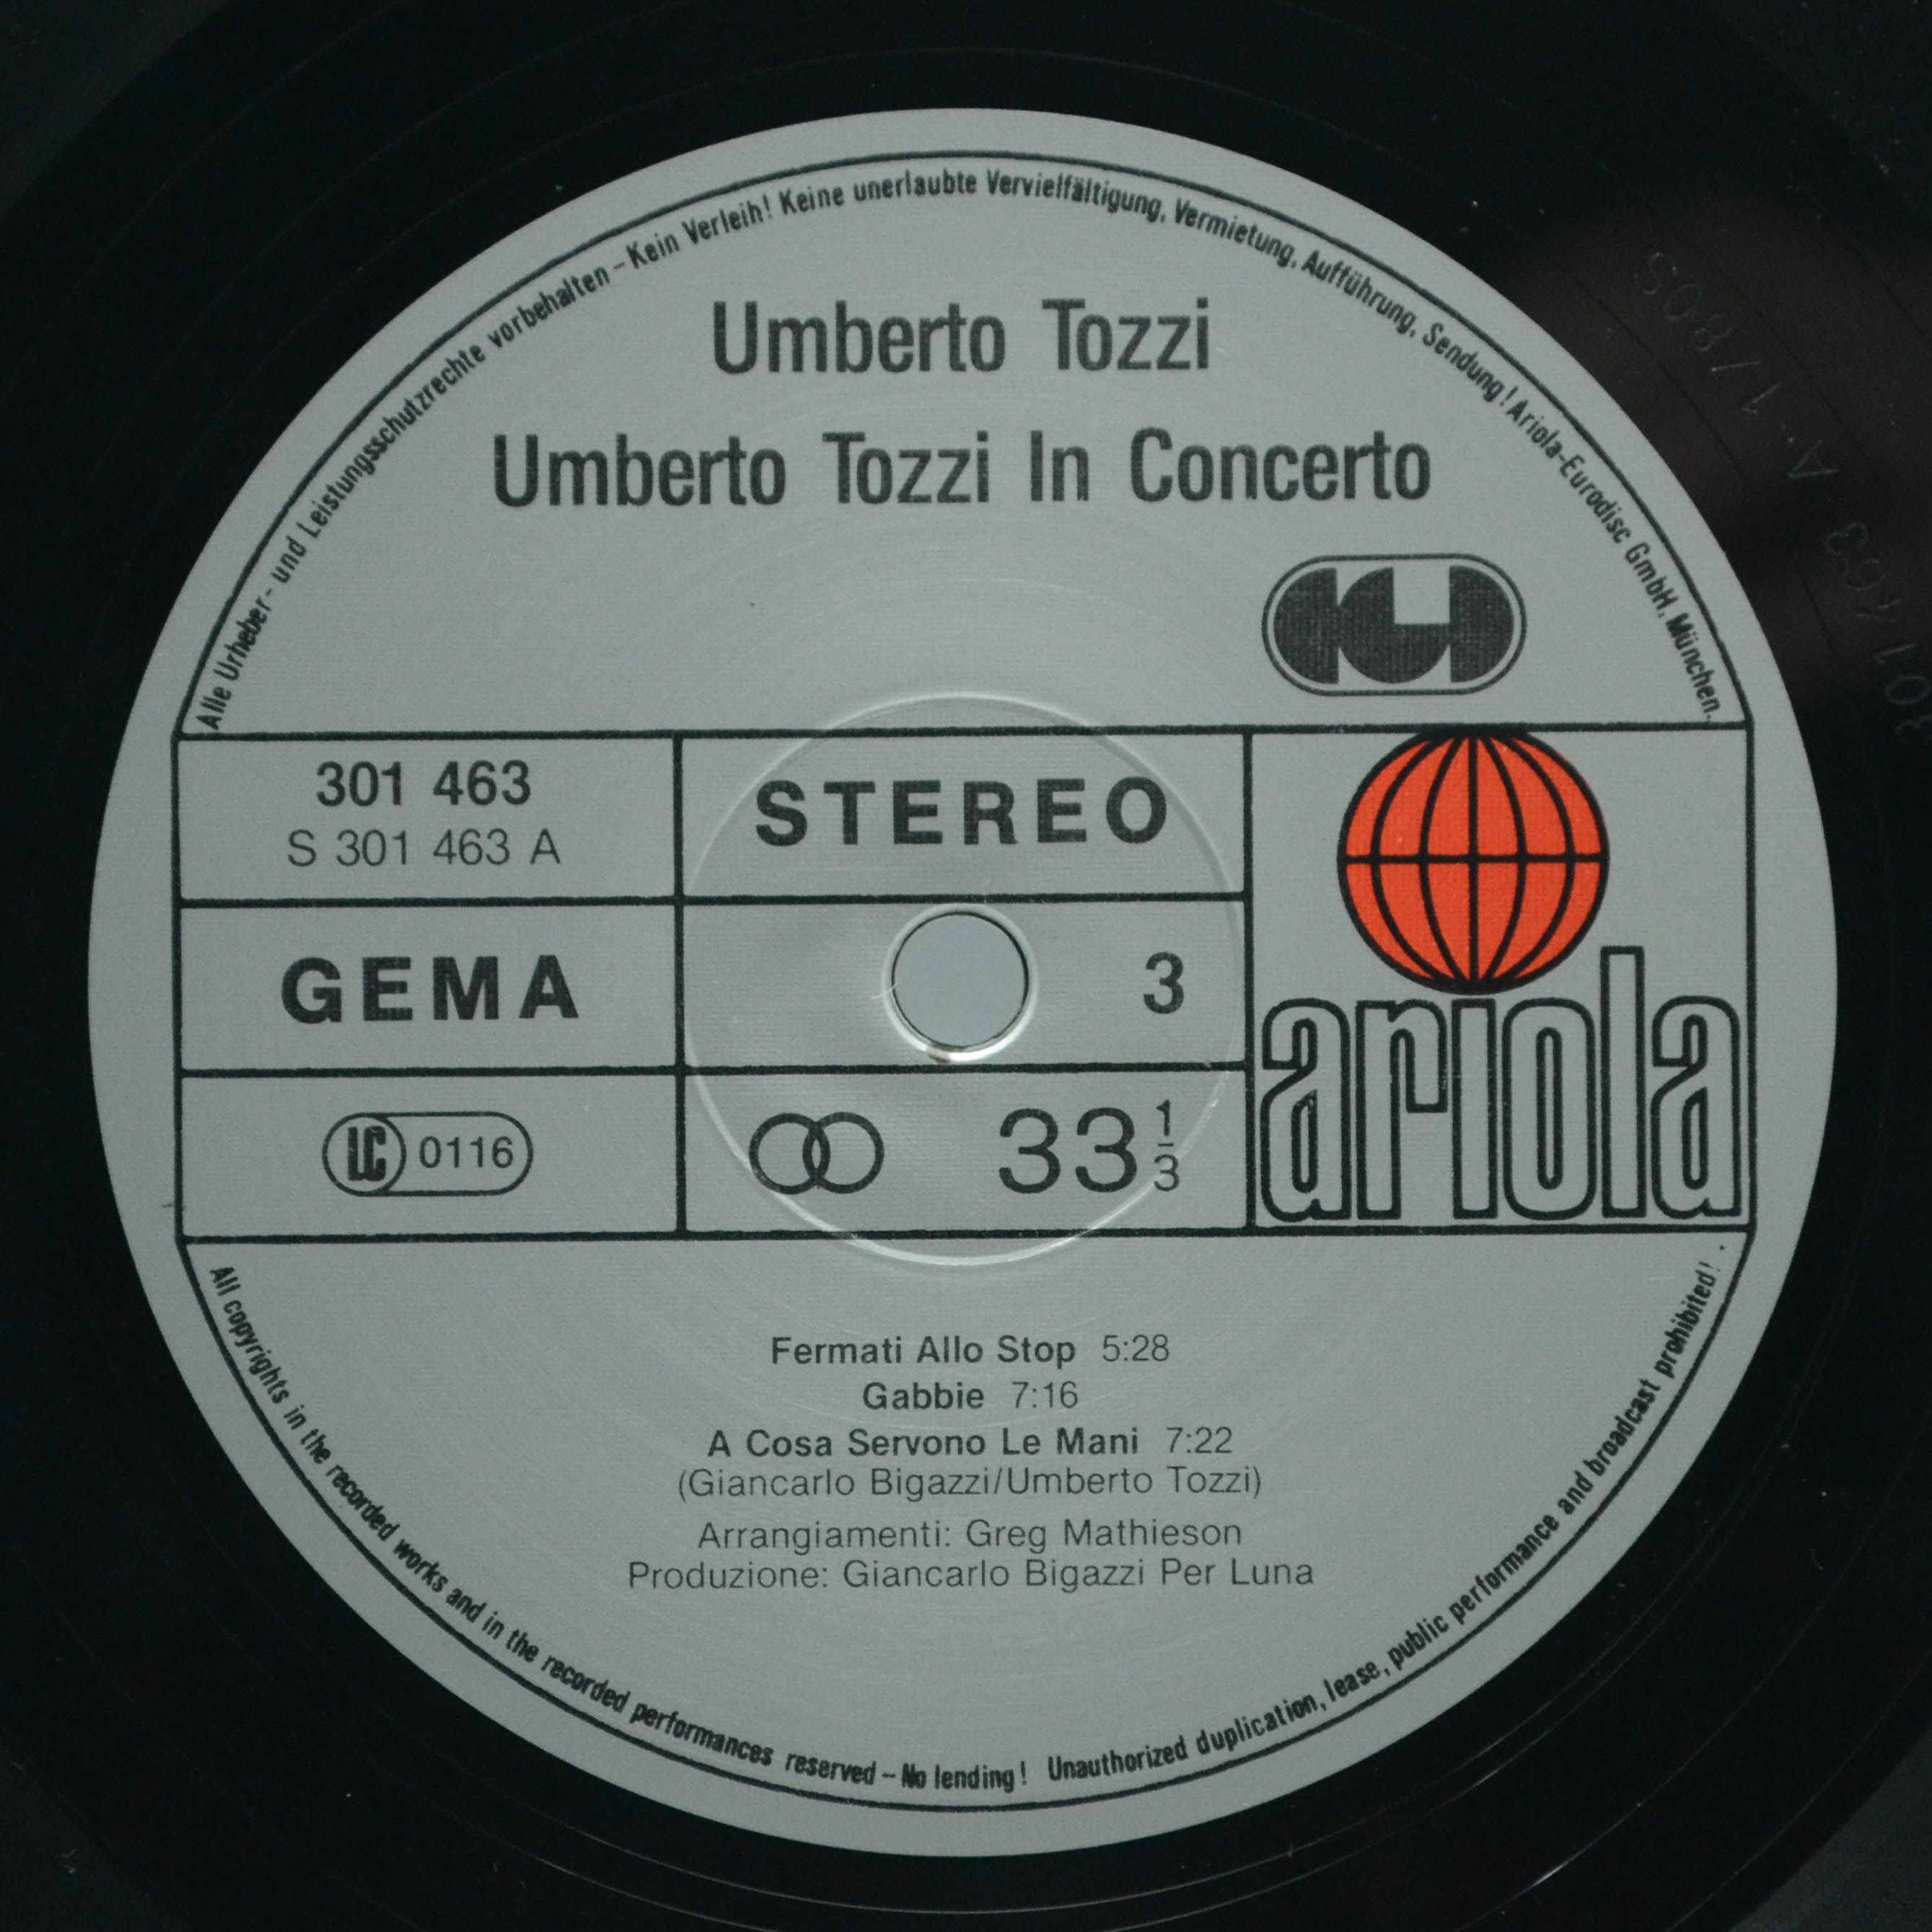 Alle Urheber- und Leistungsschutzrechte vorbehalten – Kein Verleih! Keine unerlaubte Vervielfältigung, Vermietung, Aufführung, Sendung! Ariola-Eurodisc GmbH, München.
Umberto Tozzi
Umberto Tozzi In Concerto
301 463
S 301 463 A
STEREO
GEMA
3
LC 0116
33 1/3
ariola
Fermati Allo Stop 5:28
Gabbie 7:16
A Cosa Servono Le Mani 7:22
(Giancarlo Bigazzi/Umberto Tozzi)
Arrangiamenti: Greg Mathieson
Produzione: Giancarlo Bigazzi Per Luna
All copyrights in the recorded works and in the recorded performances reserved – No lending! Unauthorized duplication, lease, public performance and broadcast prohibited!